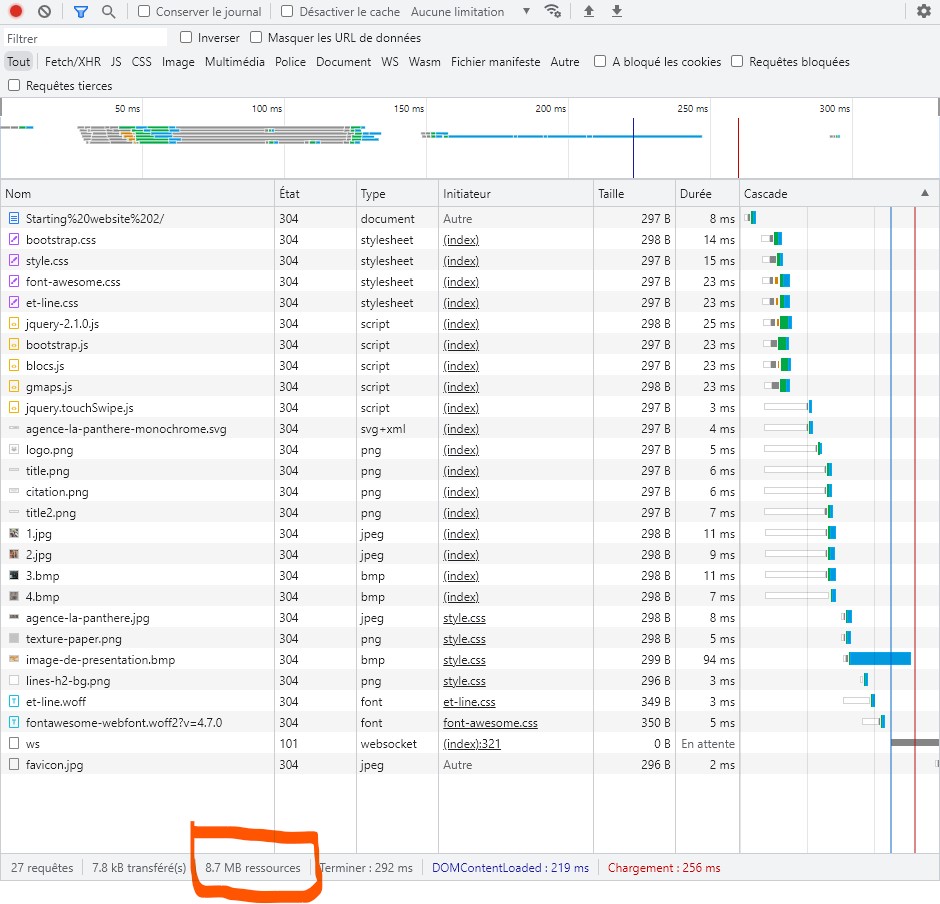 Conserver le journal Désactiver le cache Aucune limitation
Filtrer Inverser Masquer les URL de données
Tout Fetch/XHR JS CSS Image Multimédia Police Document WS Wasm Fichier manifeste Autre A bloqué les cookies Requêtes bloquées
Requêtes tierces
50 ms 100 ms 150 ms 200 ms 250 ms 300 ms
Nom État Type Initiateur Taille Durée Cascade
Starting%20website%202/ 304 document Autre 297 B 8 ms
bootstrap.css 304 stylesheet (index) 298 B 14 ms
style.css 304 stylesheet (index) 297 B 15 ms
font-awesome.css 304 stylesheet (index) 297 B 23 ms
et-line.css 304 stylesheet (index) 297 B 23 ms
jquery-2.1.0.js 304 script (index) 298 B 25 ms
bootstrap.js 304 script (index) 297 B 23 ms
blocs.js 304 script (index) 297 B 23 ms
gmaps.js 304 script (index) 298 B 23 ms
jquery.touchSwipe.js 304 script (index) 297 B 3 ms
agence-la-panthere-monochrome.svg 304 svg+xml (index) 297 B 4 ms
logo.png 304 png (index) 297 B 5 ms
title.png 304 png (index) 297 B 6 ms
citation.png 304 png (index) 297 B 6 ms
title2.png 304 png (index) 297 B 7 ms
1.jpg 304 jpeg (index) 298 B 11 ms
2.jpg 304 jpeg (index) 298 B 9 ms
3.bmp 304 bmp (index) 298 B 11 ms
4.bmp 304 bmp (index) 298 B 7 ms
agence-la-panthere.jpg 304 jpeg style.css 298 B 8 ms
texture-paper.png 304 png style.css 298 B 5 ms
image-de-presentation.bmp 304 bmp style.css 299 B 94 ms
lines-h2-bg.png 304 png style.css 296 B 3 ms
et-line.woff 304 font et-line.css 349 B 3 ms
fontawesome-webfont.woff2?v=4.7.0 304 font font-awesome.css 350 B 5 ms
ws 101 websocket (index):321 0 B En attente
favicon.jpg 304 jpeg Autre 296 B 2 ms
27 requêtes 7.8 kB transféré(s) 8.7 MB ressources Terminer : 292 ms DOMContentLoaded : 219 ms Chargement : 256 ms